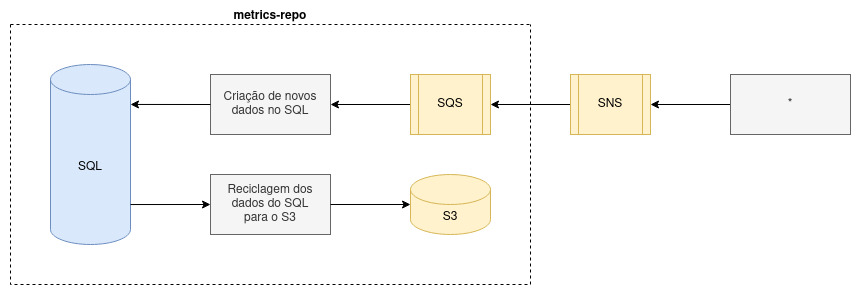 metrics-repo
SQL
Criação de novos
dados no SQL
SQS
SNS
*
Reciclagem dos
dados do SQL
para o S3
S3